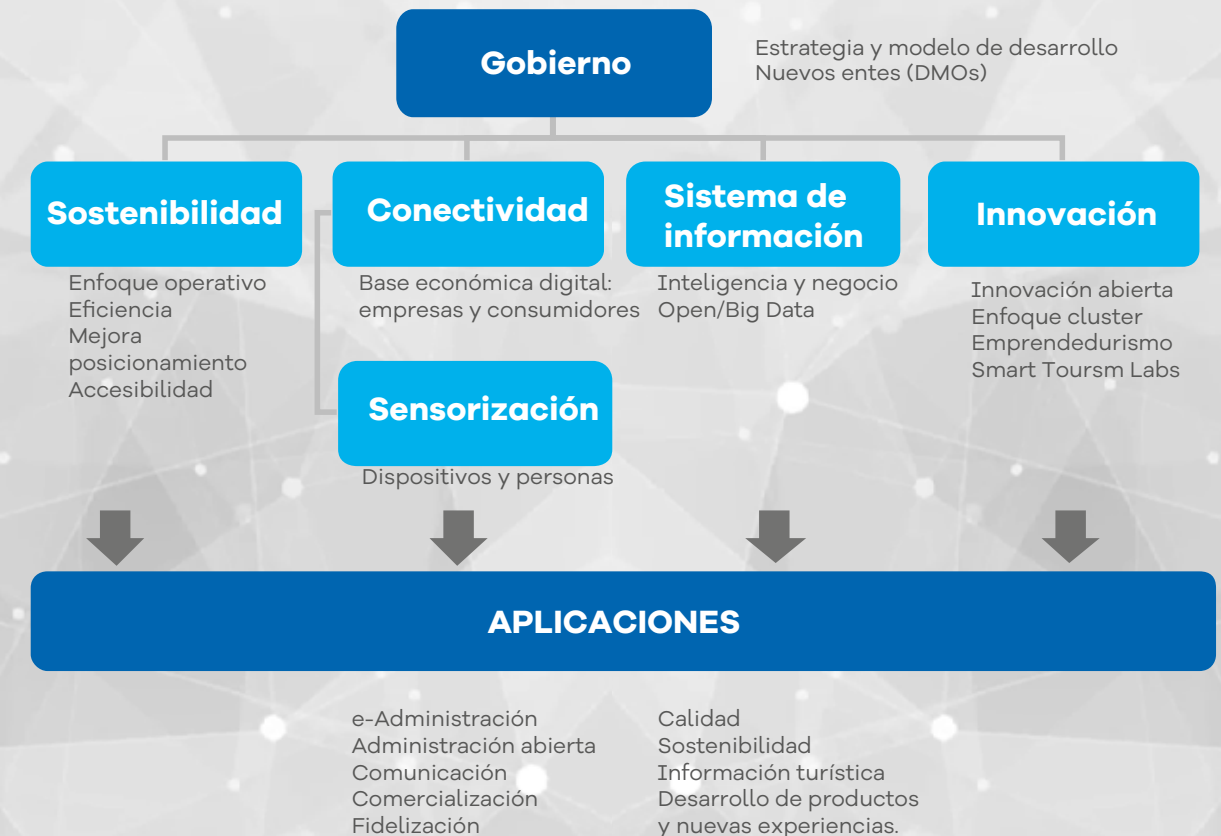 Gobierno
Estrategia y modelo de desarrollo
Nuevos entes (DMOs)
Sostenibilidad
Enfoque operativo
Eficiencia
Mejora
posicionamiento
Accesibilidad
Conectividad
Base económica digital:
empresas y consumidores
Sensorización
Dispositivos y personas
Sistema de
información
Inteligencia y negocio
Open/Big Data
Innovación
Innovación abierta
Enfoque cluster
Emprendedurismo
Smart Toursm Labs
APLICACIONES
e-Administración
Administración abierta
Comunicación
Comercialización
Fidelización
Calidad
Sostenibilidad
Información turística
Desarrollo de productos
y nuevas experiencias.